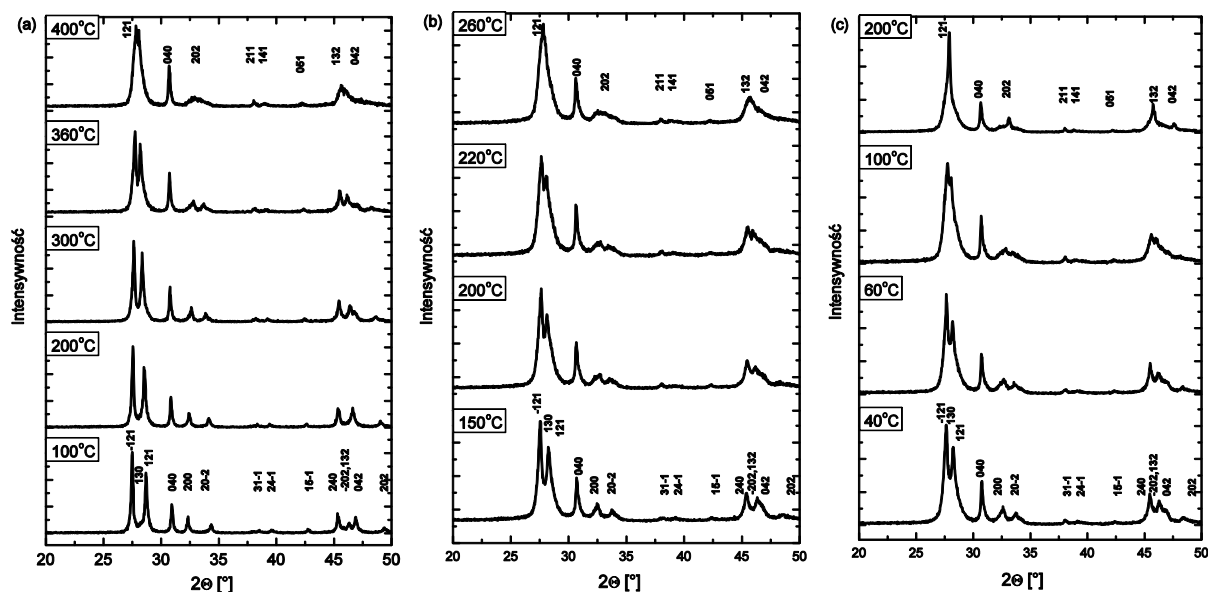 (a)
400°C
121
040
202
211
141
051
132
042
360°C
300°C
200°C
100°C
-121
130
121
040
200
20-2
31-1
24-1
15-1
240
-202,132
042
202
Intensywność
20 25 30 35 40 45 50
2Θ [°]
(b)
260°C
121
040
202
211
141
051
132
042
220°C
200°C
150°C
-121
130
121
040
200
20-2
31-1
24-1
15-1
240
-202,132
042
202
Intensywność
20 25 30 35 40 45 50
2Θ [°]
(c)
200°C
121
040
202
211
141
051
132
042
100°C
60°C
40°C
-121
130
121
040
200
20-2
31-1
24-1
15-1
240
-202,132
042
202
Intensywność
20 25 30 35 40 45 50
2Θ [°]